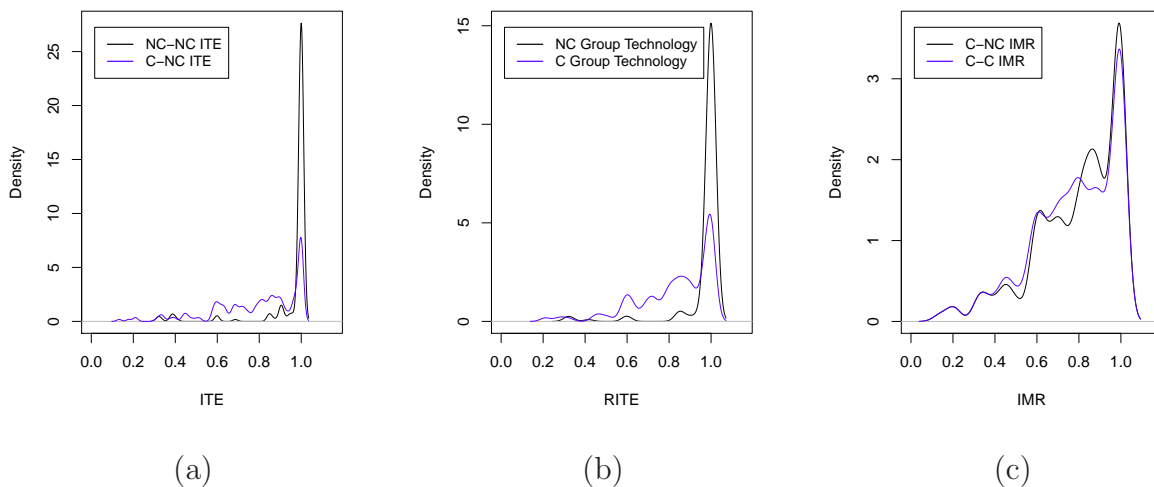 NC−NC ITE
C−NC ITE
Density
0 5 10 15 20 25
0.0 0.2 0.4 0.6 0.8 1.0
ITE
(a)
NC Group Technology
C Group Technology
Density
0 5 10 15
0.0 0.2 0.4 0.6 0.8 1.0
RITE
(b)
C−NC IMR
C−C IMR
Density
0 1 2 3
0.0 0.2 0.4 0.6 0.8 1.0
IMR
(c)